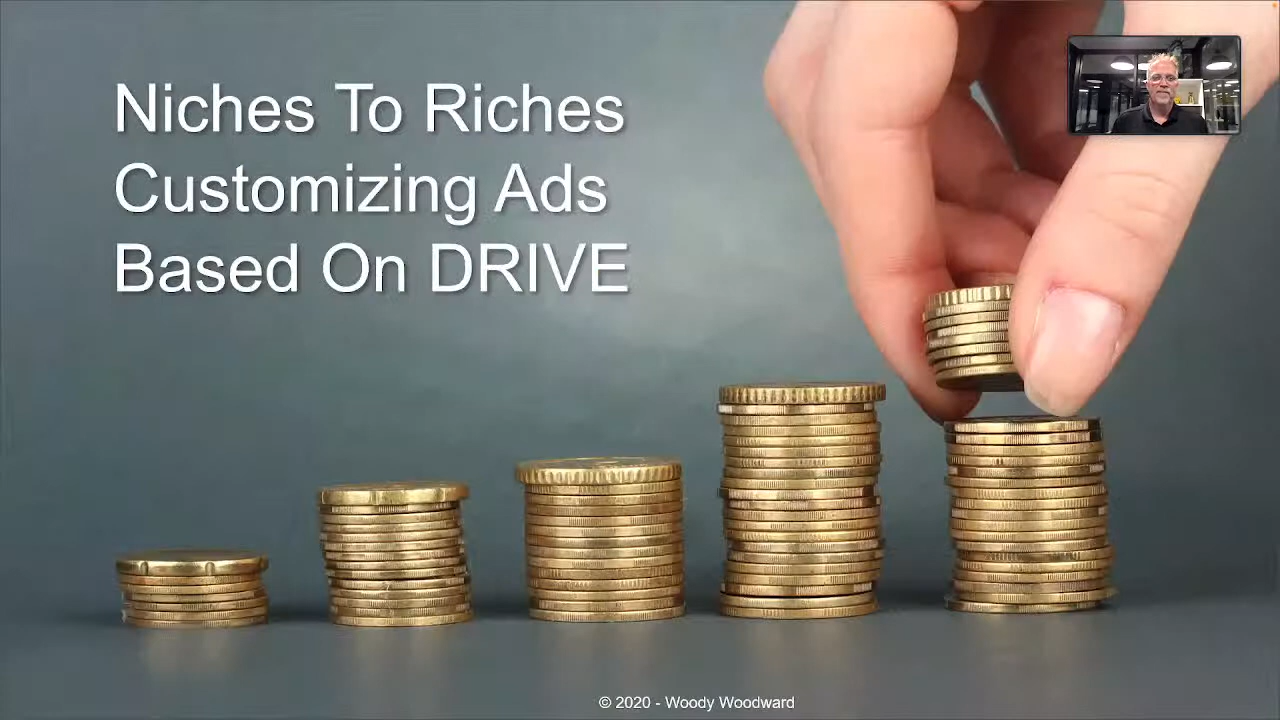 Niches To Riches
Customizing Ads
Based On DRIVE
© 2020 - Woody Woodward